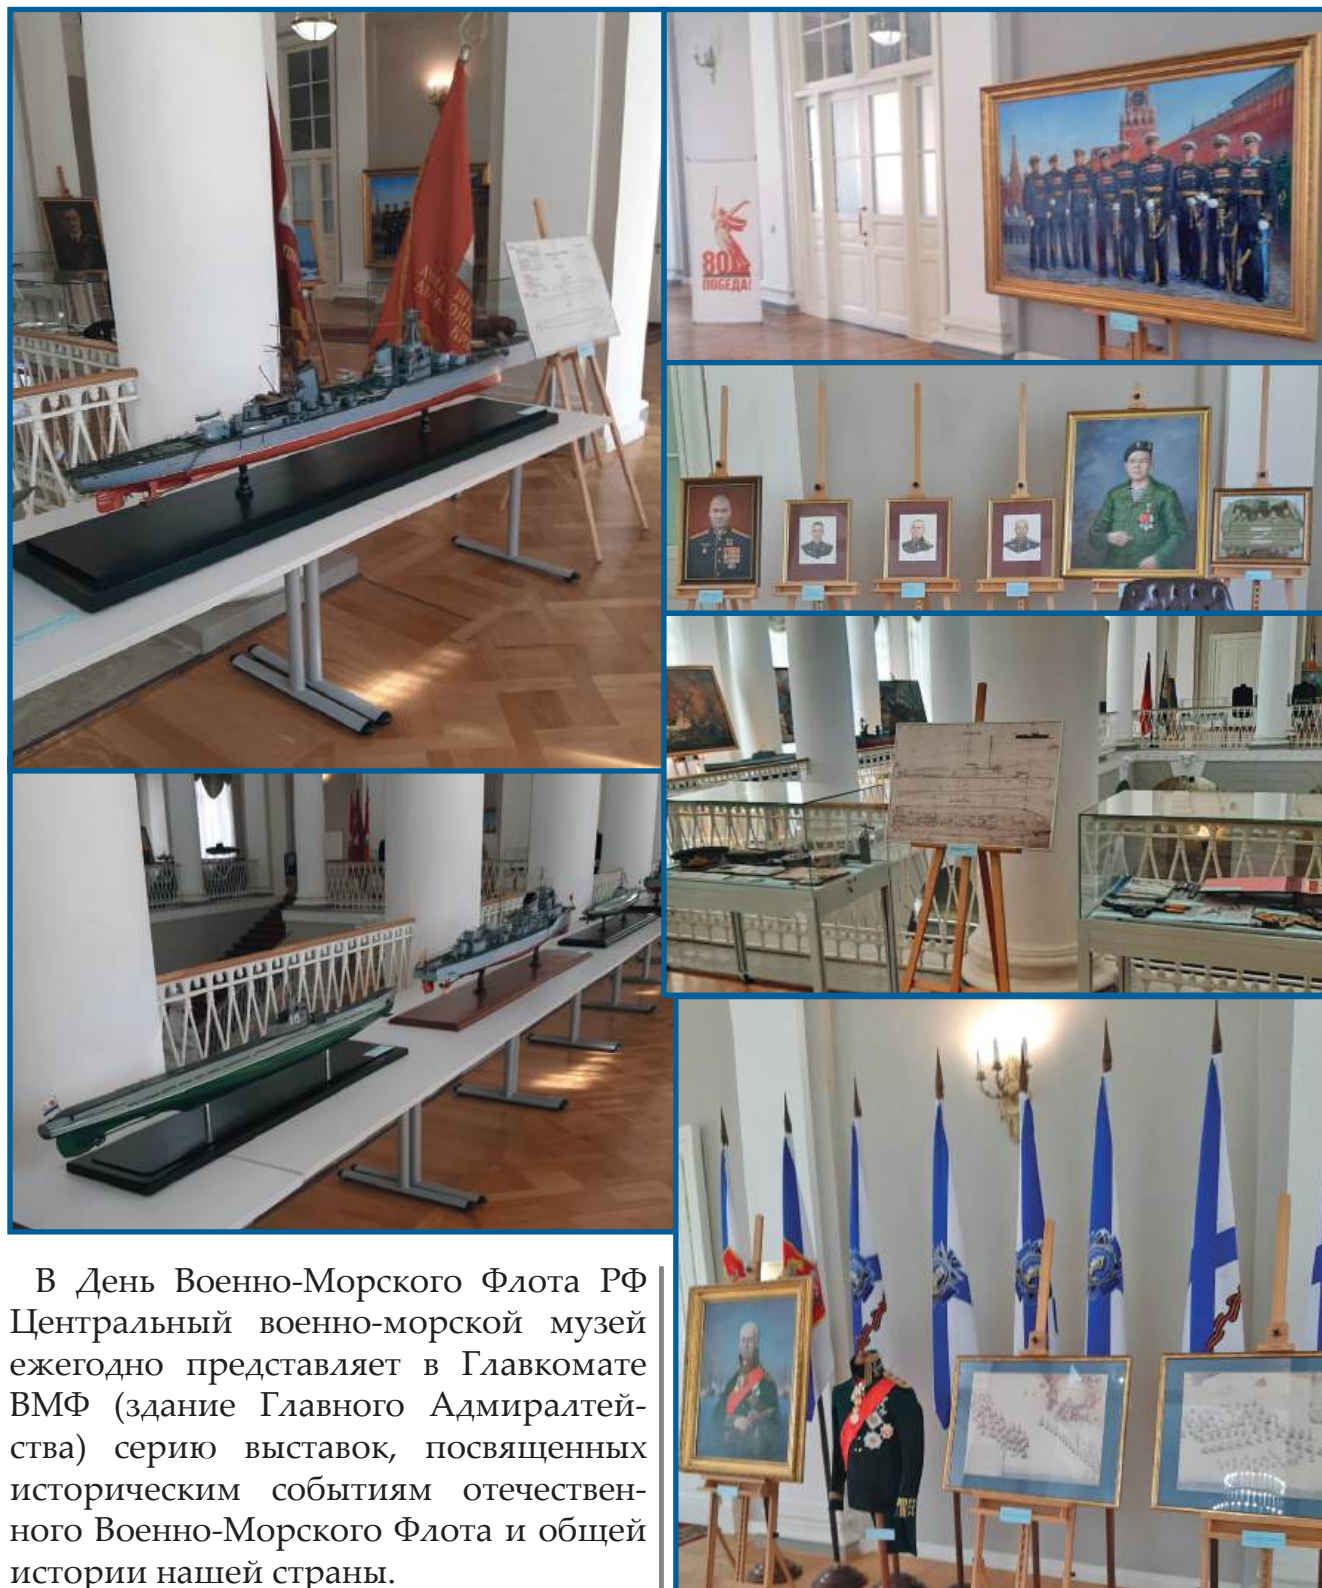 80
ПОБЕДА!
В День Военно-Морского Флота РФ
Центральный военно-морской музей
ежегодно представляет в Главкомате
ВМФ (здание Главного Адмиралтей-
ства) серию выставок, посвященных
историческим событиям отечествен-
ного Военно-Морского Флота и общей
истории нашей страны.